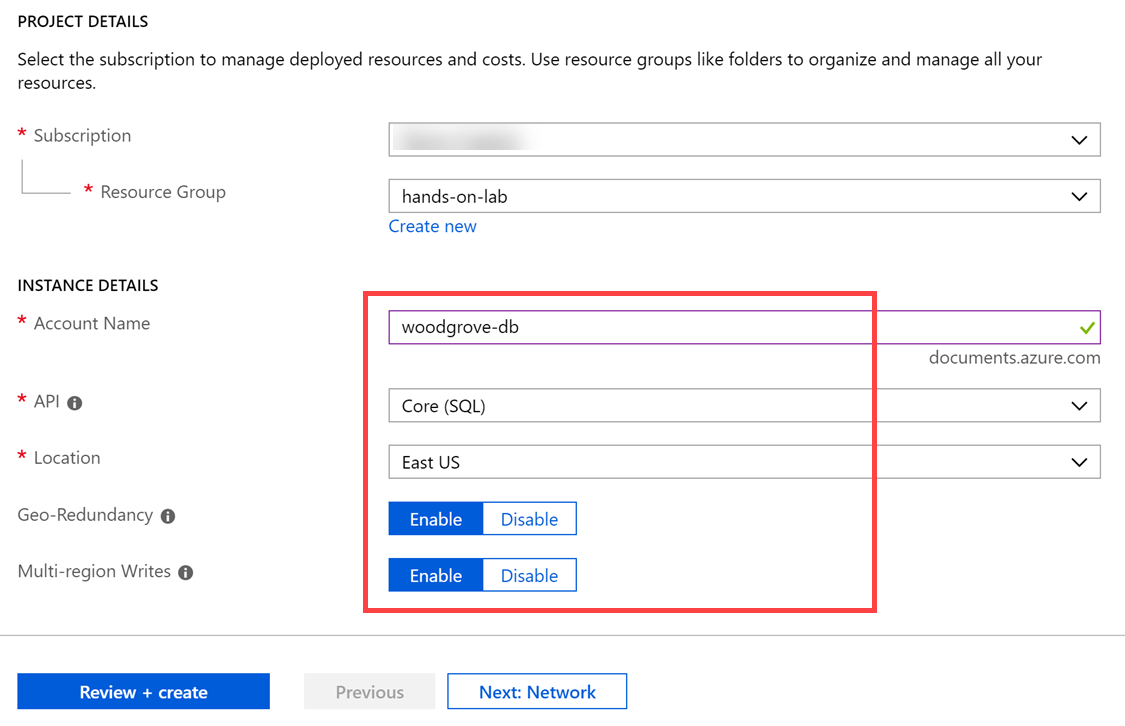 PROJECT DETAILS
Select the subscription to manage deployed resources and costs. Use resource groups like folders to organize and manage all your
resources.
* Subscription
* Resource Group
hands-on-lab
Create new
INSTANCE DETAILS
* Account Name
woodgrove-db
documents.azure.com
* API
Core (SQL)
* Location
East US
Geo-Redundancy
Enable Disable
Multi-region Writes
Enable Disable
Review + create Previous Next: Network